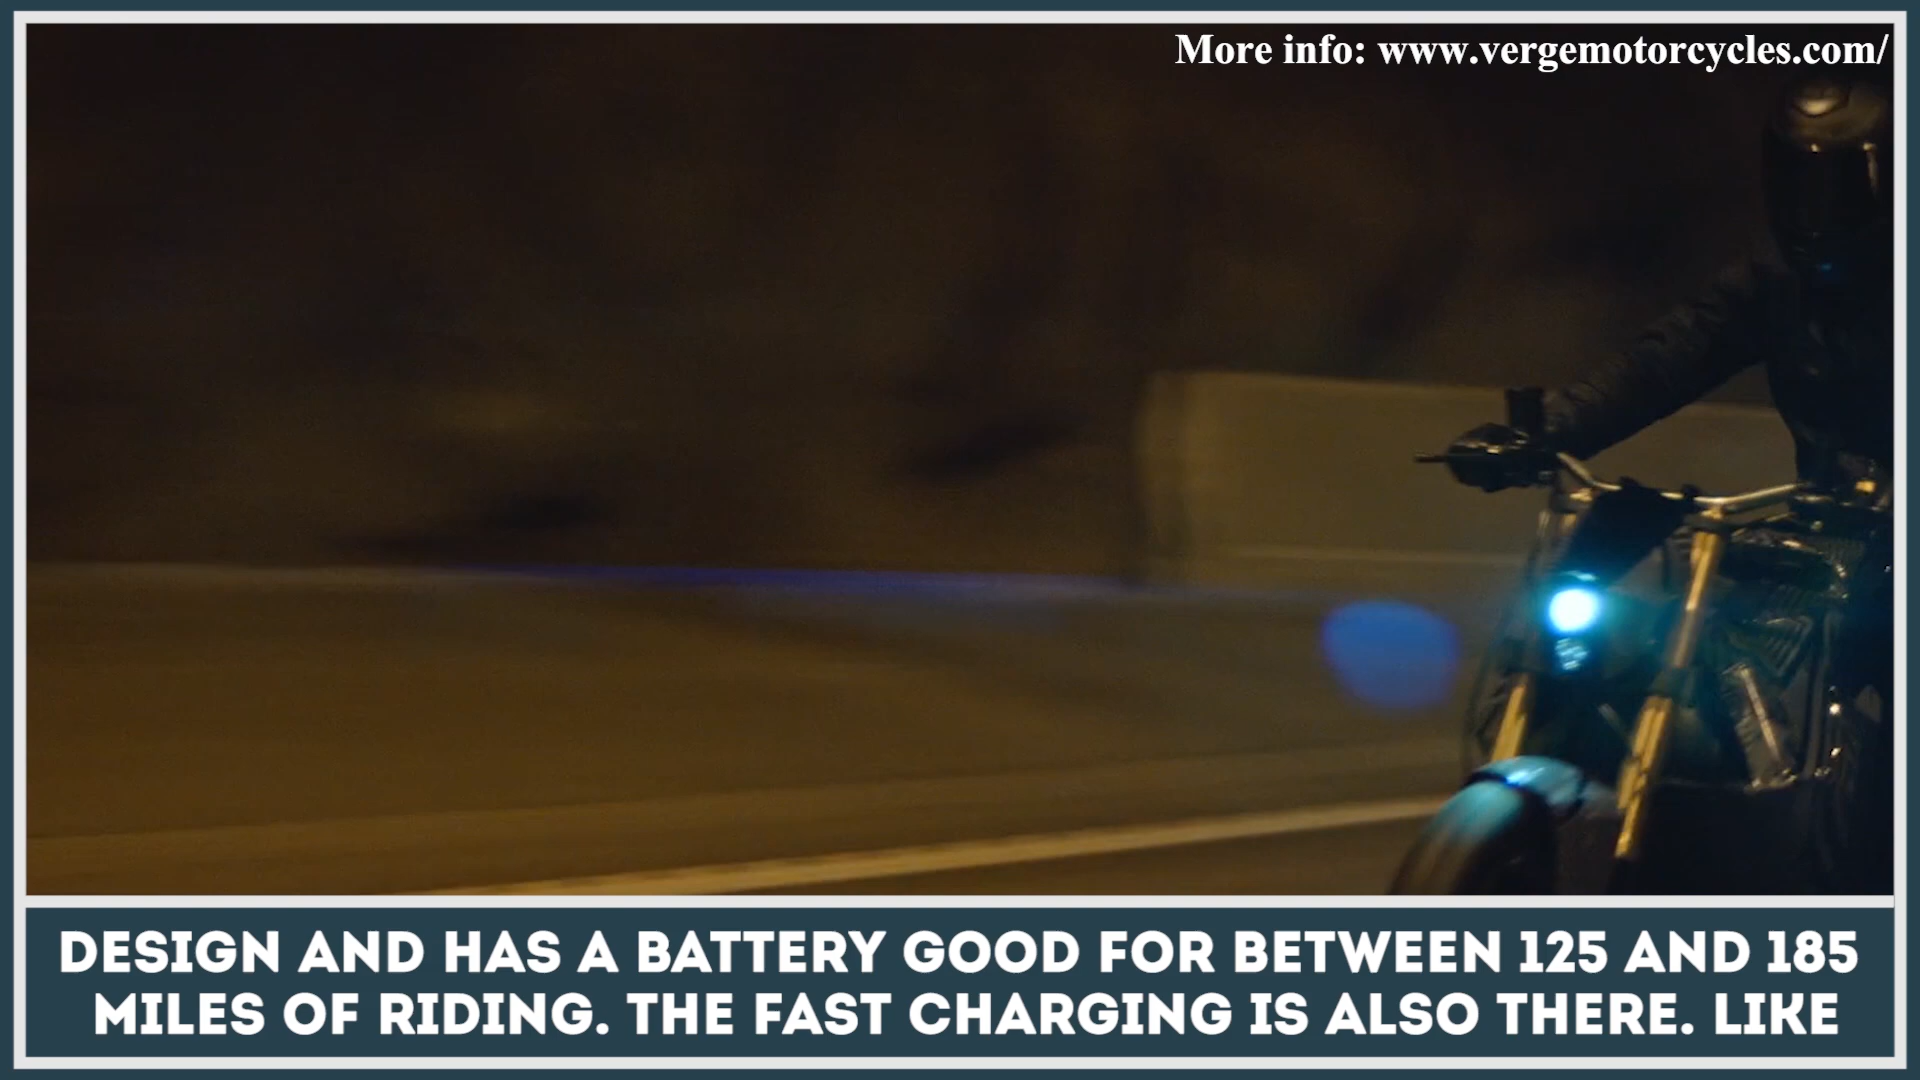 More info: www.vergemotorcycles.com/
DESIGN AND HAS A BATTERY GOOD FOR BETWEEN 125 AND 185
MILES OF RIDING. THE FAST CHARGING IS ALSO THERE. LIKE